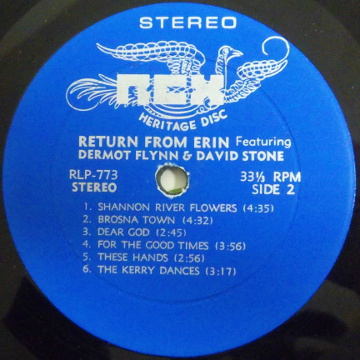 STEREO
REX
HERITAGE DISC
RETURN FROM ERIN Featuring
DERMOT FLYNN & DAVID STONE
RLP-773 33⅓ RPM
STEREO SIDE 2
1. SHANNON RIVER FLOWERS (4:35)
2. BROSNA TOWN (4:32)
3. DEAR GOD (2:45)
4. FOR THE GOOD TIMES (3:56)
5. THESE HANDS (2:56)
6. THE KERRY DANCES (3:17)